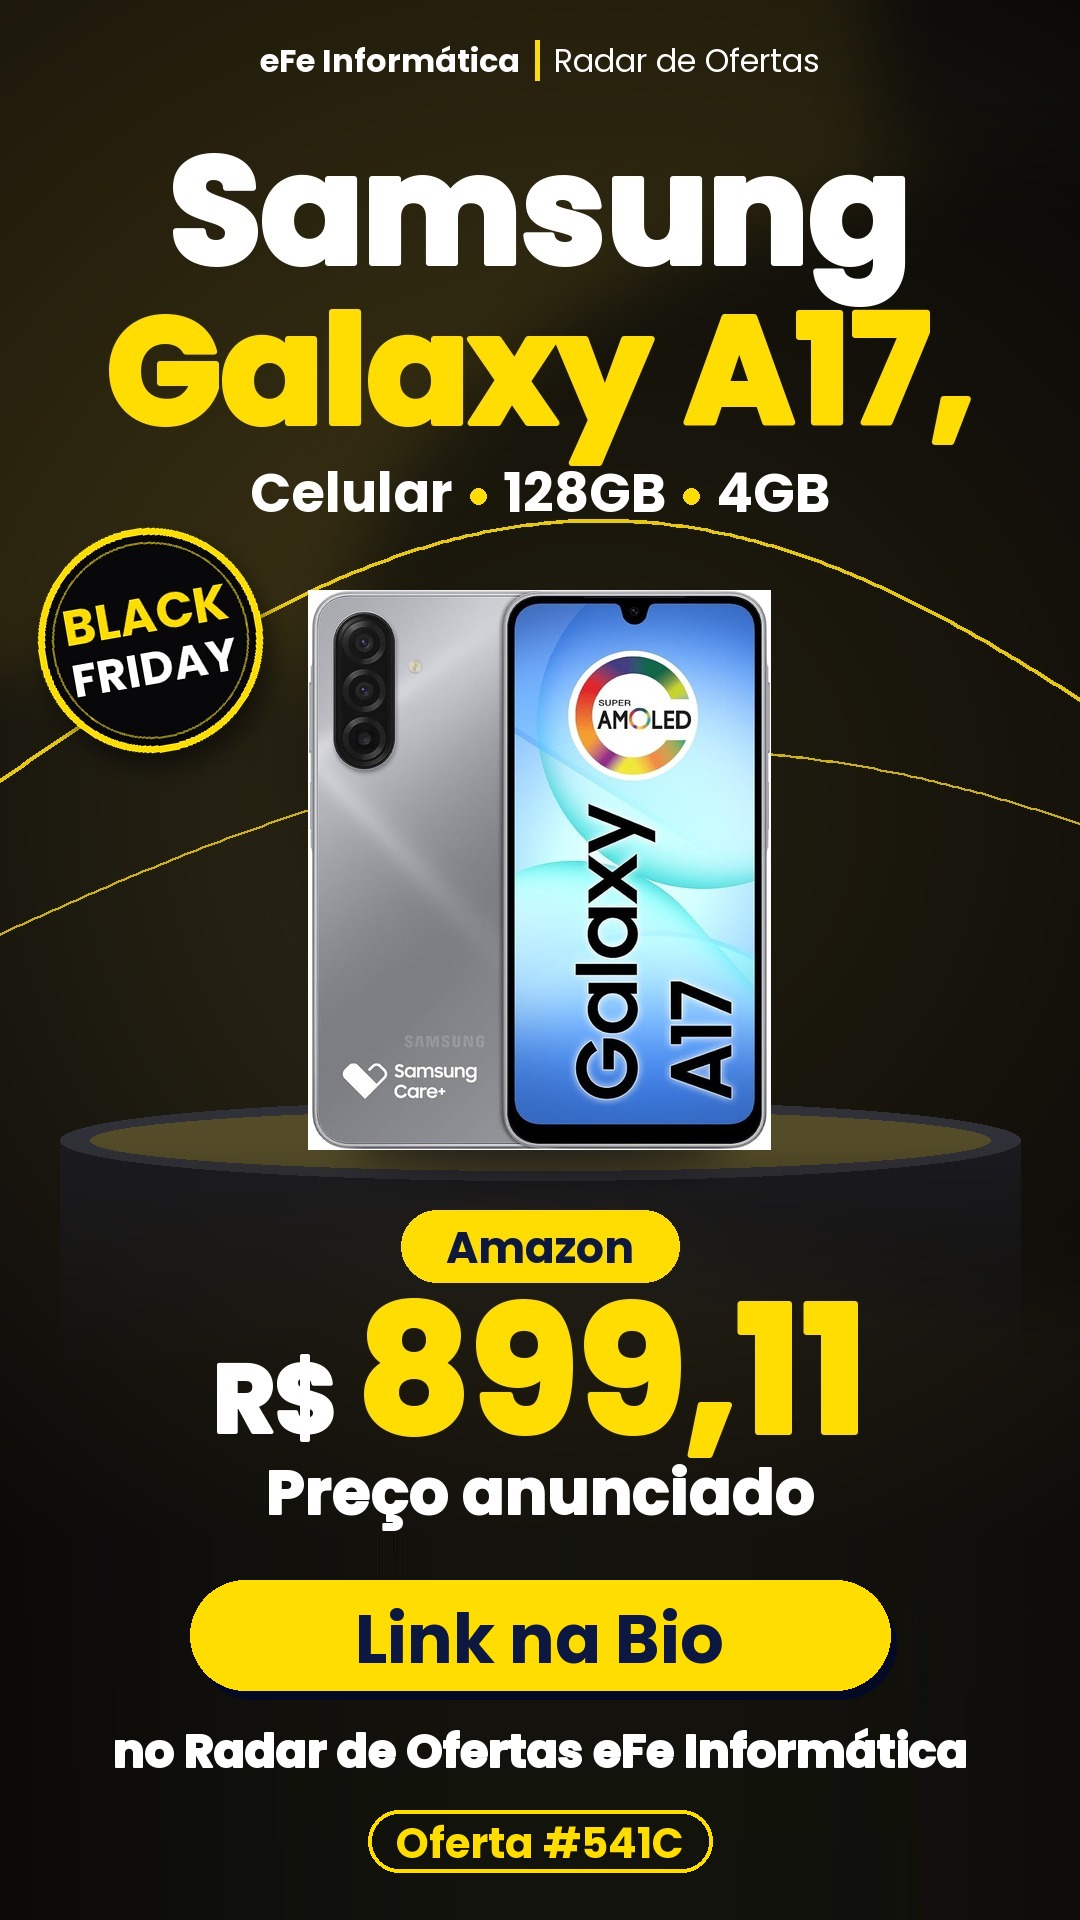 eFe Informática | Radar de Ofertas
Samsung
Galaxy A17,
Celular • 128GB • 4GB
BLACK
FRIDAY
SUPER
AMOLED
Galaxy
A17
SAMSUNG
Samsung
Care+
Amazon
R$ 899,11
Preço anunciado
Link na Bio
no Radar de Ofertas eFe Informática
Oferta #541C